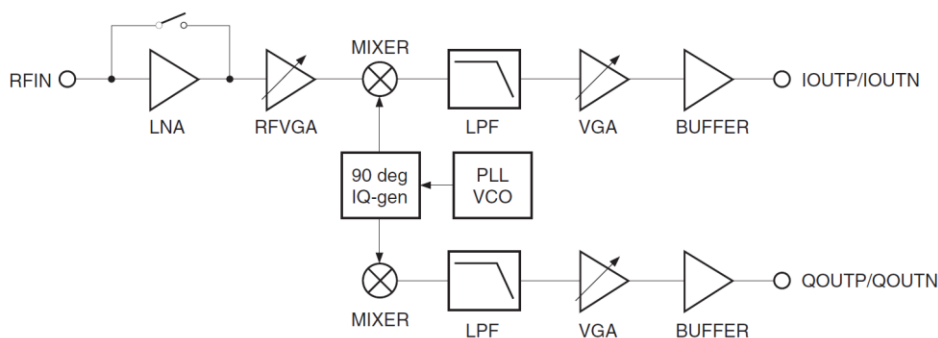 MIXER
RFIN
IOUTP/IOUTN
LNA
RFVGA
LPF
VGA
BUFFER
90 deg
IQ-gen
PLL
VCO
QOUTP/QOUTN
MIXER
LPF
VGA
BUFFER